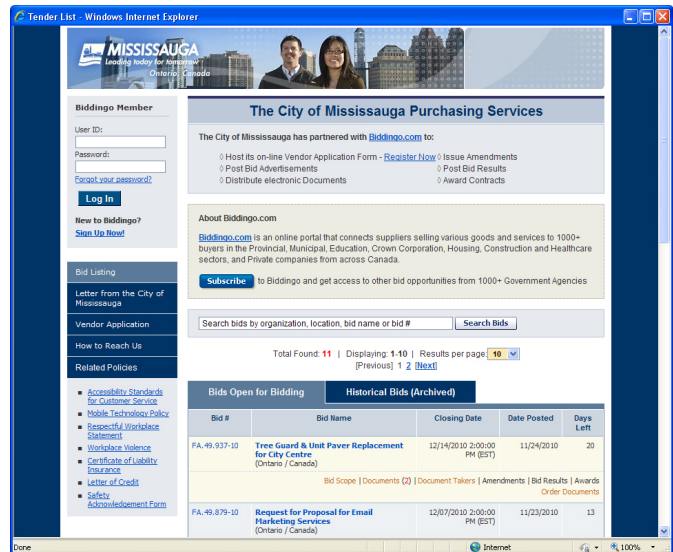 Tender List - Windows Internet Explorer
MISSISSAUGA
Leading today for tomorrow
Ontario, Canada
Biddingo Member
User ID:
Password:
Forgot your password?
Log In
New to Biddingo?
Sign Up Now!
Bid Listing
Letter from the City of
Mississauga
Vendor Application
How to Reach Us
Related Policies
Accessibility Standards
for Customer Service
Mobile Technology Policy
Respectful Workplace
Statement
Workplace Violence
Certificate of Liability
Insurance
Letter of Credit
Safety
Acknowledgement Form
The City of Mississauga Purchasing Services
The City of Mississauga has partnered with Biddingo.com to:
◊ Host its on-line Vendor Application Form - Register Now ◊ Issue Amendments
◊ Post Bid Advertisements ◊ Post Bid Results
◊ Distribute electronic Documents ◊ Award Contracts
About Biddingo.com
Biddingo.com is an online portal that connects suppliers selling various goods and services to 1000+
buyers in the Provincial, Municipal, Education, Crown Corporation, Housing, Construction and Healthcare
sectors, and Private companies from across Canada.
Subscribe to Biddingo and get access to other bid opportunities from 1000+ Government Agencies
Search bids by organization, location, bid name or bid # Search Bids
Total Found: 11 | Displaying: 1-10 | Results per page: 10
[Previous] 1 2 [Next]
Bids Open for Bidding Historical Bids (Archived)
Bid # Bid Name Closing Date Date Posted Days
Left
FA.49.937-10 Tree Guard & Unit Paver Replacement 12/14/2010 2:00:00 11/24/2010 20
for City Centre PM (EST)
(Ontario / Canada)
Bid Scope | Documents (2) | Document Takers | Amendments | Bid Results | Awards
Order Documents
FA.49.879-10 Request for Proposal for Email 12/07/2010 2:00:00 11/23/2010 13
Marketing Services PM (EST)
(Ontario / Canada)
Done Internet 100%